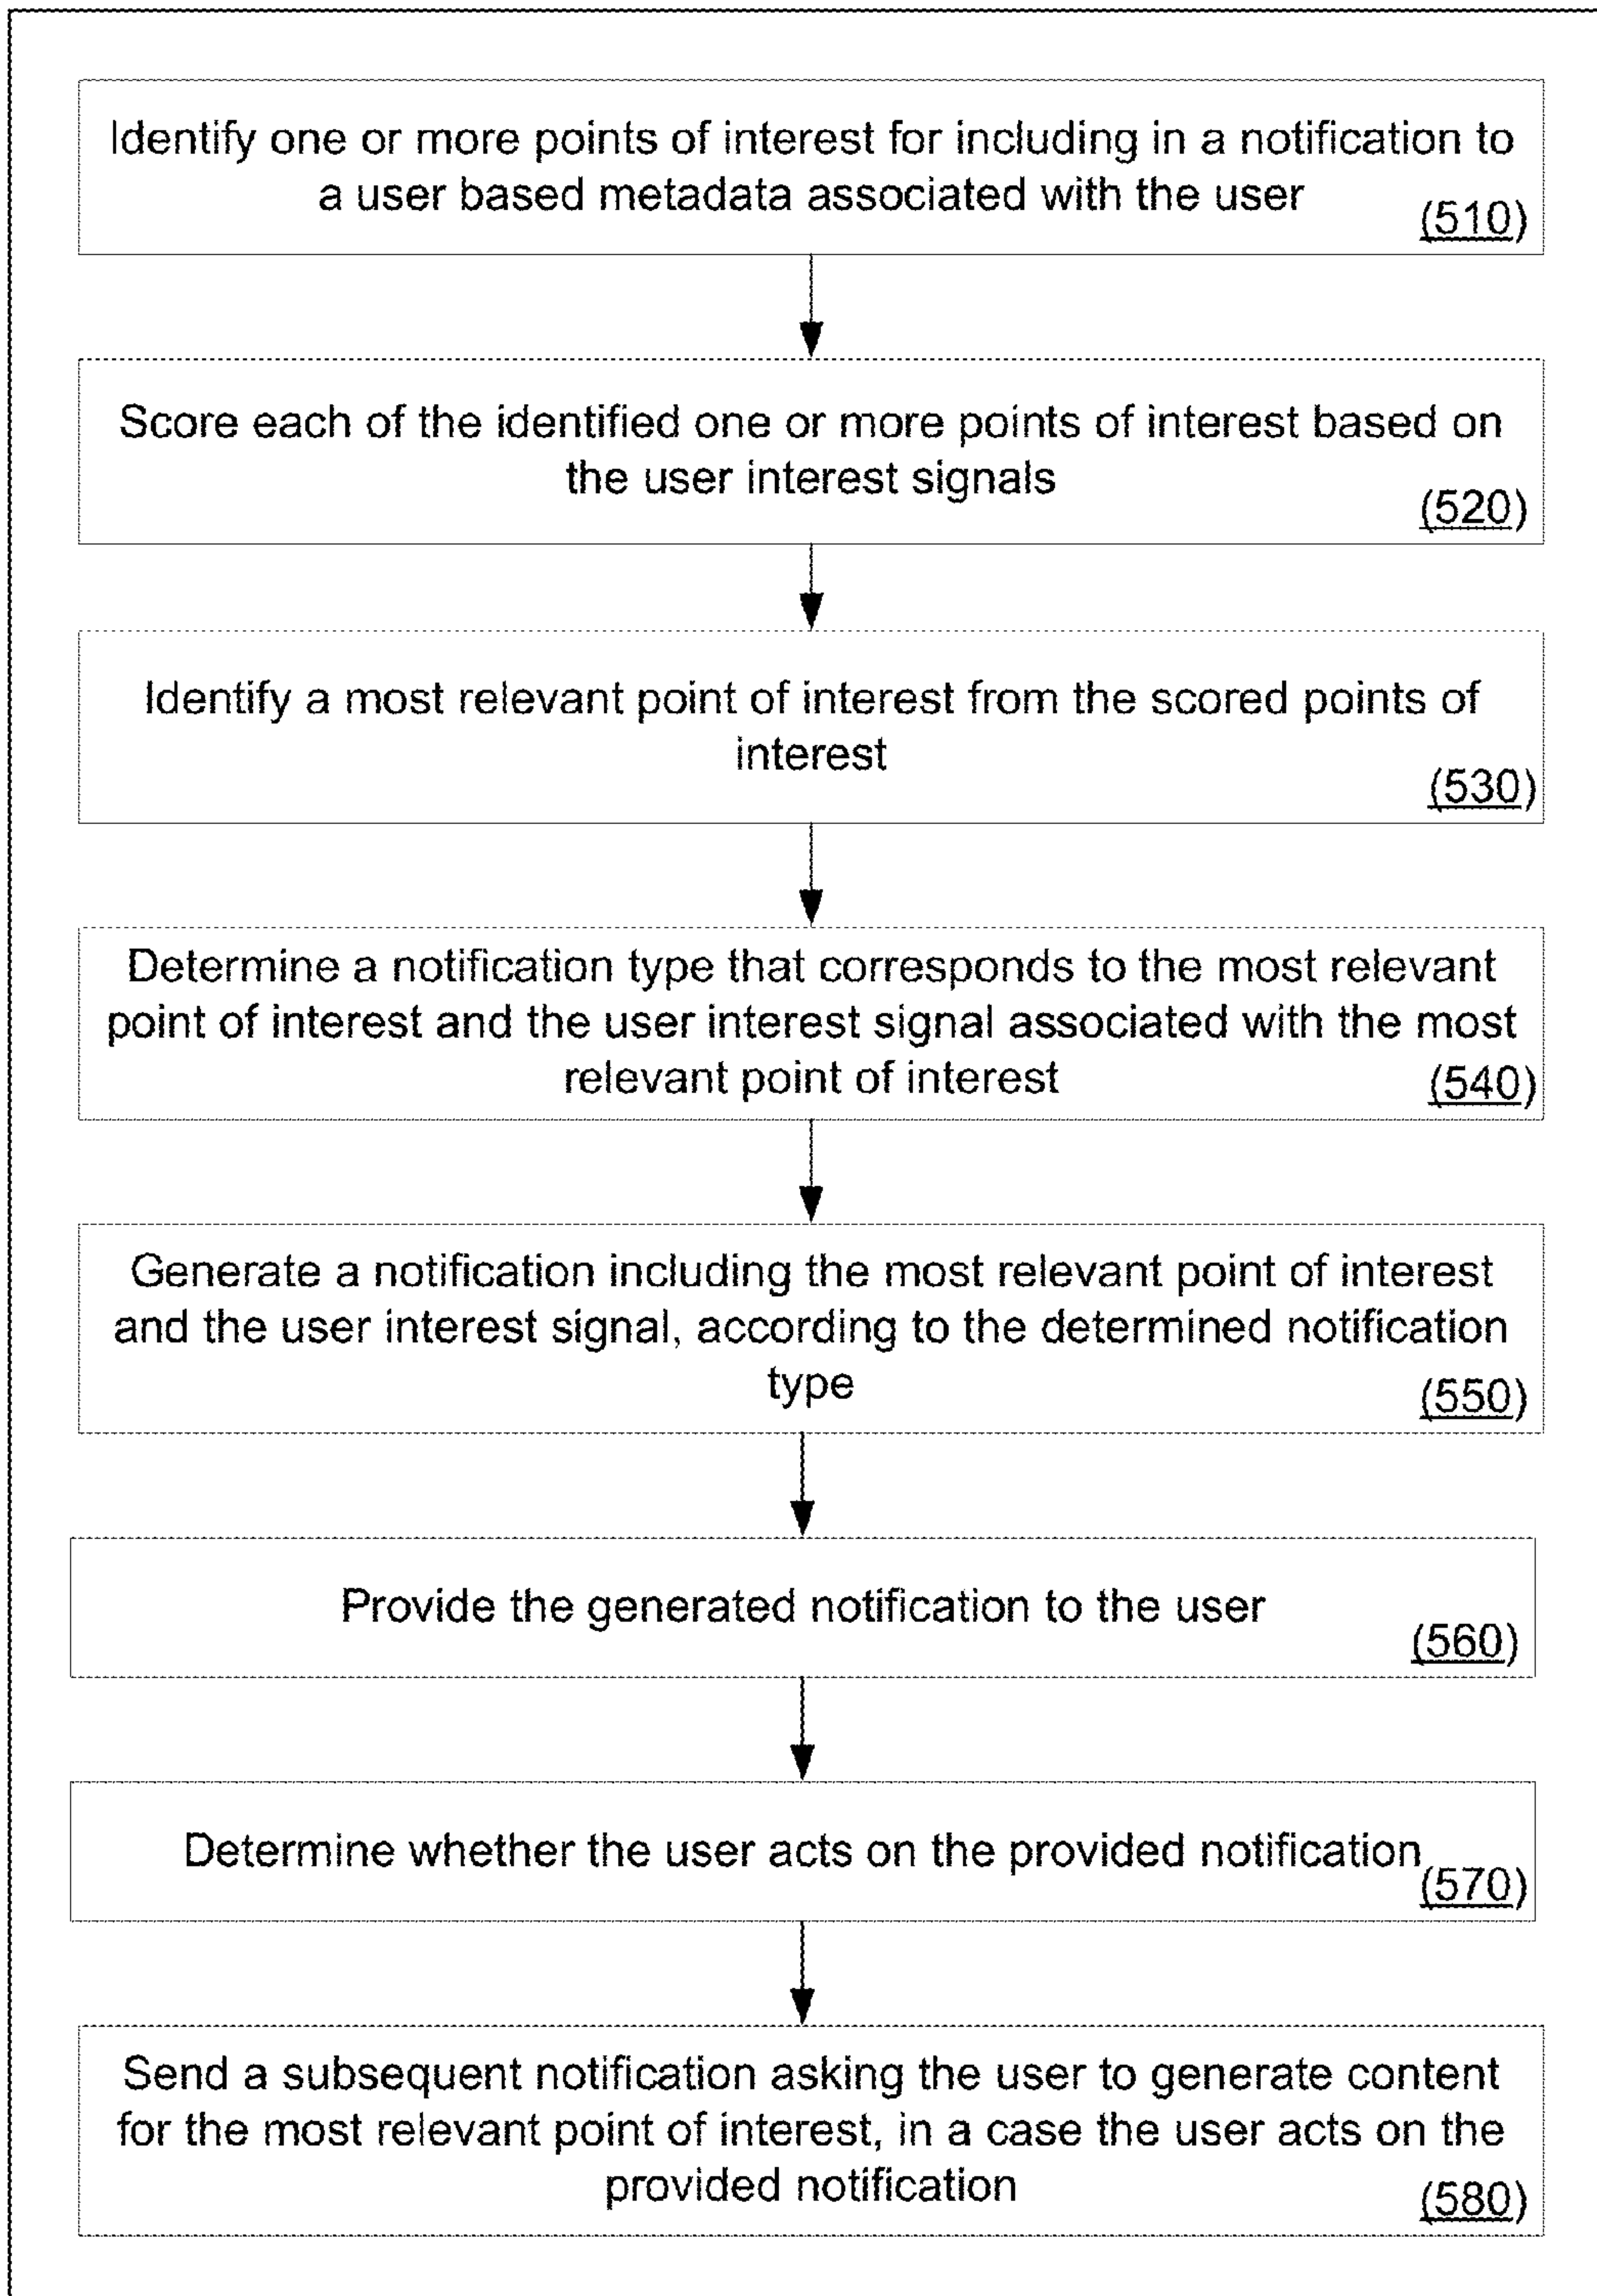 Identify one or more points of interest for including in a notification to
a user based metadata associated with the user
(510)
Score each of the identified one or more points of interest based on
the user interest signals
(520)
Identify a most relevant point of interest from the scored points of
interest
(530)
Determine a notification type that corresponds to the most relevant
point of interest and the user interest signal associated with the most
relevant point of interest
(540)
Generate a notification including the most relevant point of interest
and the user interest signal, according to the determined notification
type
(550)
Provide the generated notification to the user
(560)
Determine whether the user acts on the provided notification
(570)
Send a subsequent notification asking the user to generate content
for the most relevant point of interest, in a case the user acts on the
provided notification
(580)